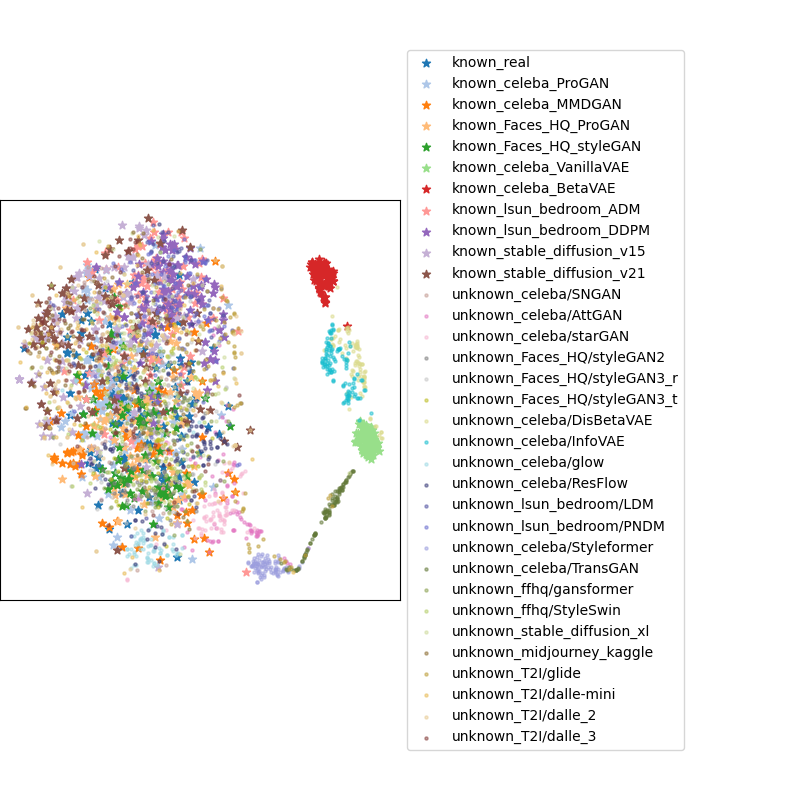 known_real
known_celeba_ProGAN
known_celeba_MMDGAN
known_Faces_HQ_ProGAN
known_Faces_HQ_styleGAN
known_celeba_VanillaVAE
known_celeba_BetaVAE
known_lsun_bedroom_ADM
known_lsun_bedroom_DDPM
known_stable_diffusion_v15
known_stable_diffusion_v21
unknown_celeba/SNGAN
unknown_celeba/AttGAN
unknown_celeba/starGAN
unknown_Faces_HQ/styleGAN2
unknown_Faces_HQ/styleGAN3_r
unknown_Faces_HQ/styleGAN3_t
unknown_celeba/DisBetaVAE
unknown_celeba/InfoVAE
unknown_celeba/glow
unknown_celeba/ResFlow
unknown_lsun_bedroom/LDM
unknown_lsun_bedroom/PNDM
unknown_celeba/Styleformer
unknown_celeba/TransGAN
unknown_ffhq/gansformer
unknown_ffhq/StyleSwin
unknown_stable_diffusion_xl
unknown_midjourney_kaggle
unknown_T2I/glide
unknown_T2I/dalle-mini
unknown_T2I/dalle_2
unknown_T2I/dalle_3